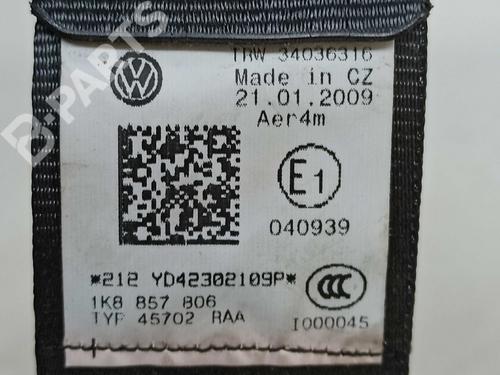 TRW 34036316
Made in CZ
21.01.2009
Aer4m
E1
040939
*212 YD42302109P*
1K8 857 806
TYP 45702 RAA
CCC
I000045
B-PARTS